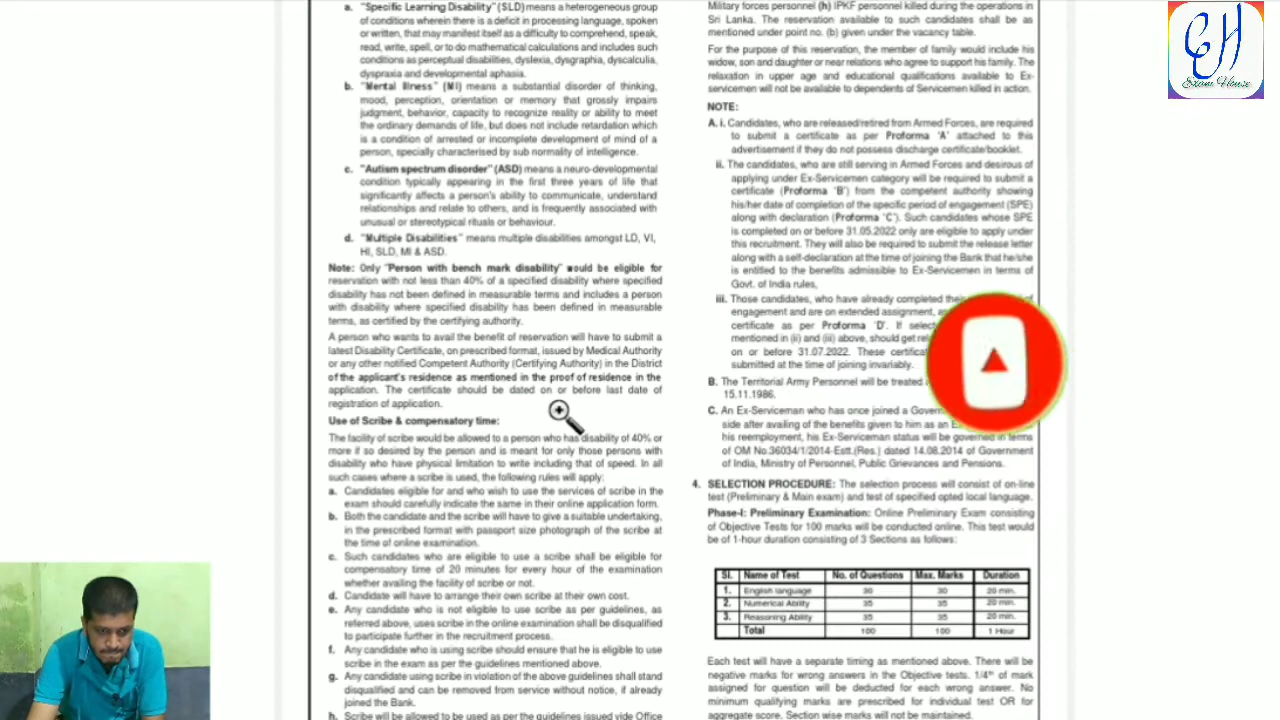 a. "Specific Learning Disability" (SLD) means a heterogeneous group
of conditions wherein there is a deficit in processing language, spoken
or written, that may manifest itself as a difficulty to comprehend, speak,
read, write, spell, or to do mathematical calculations and includes such
conditions as perceptual disabilities, dyslexia, dysgraphia, dyscalculia,
dyspraxia and developmental aphasia.
b. "Mental Illness" (MI) means a substantial disorder of thinking,
mood, perception, orientation or memory that grossly impairs
judgment, behavior, capacity to recognize reality or ability to meet
the ordinary demands of life, but does not include retardation which
is a condition of arrested or incomplete development of mind of a
person, specially characterised by sub normality of intelligence.
c. "Autism spectrum disorder" (ASD) means a neuro-developmental
condition typically appearing in the first three years of life that
significantly affects a person's ability to communicate, understand
relationships and relate to others, and is frequently associated with
unusual or stereotypical rituals or behaviour.
d. "Multiple Disabilities" means multiple disabilities amongst LD, VI,
HI, SLD, MI & ASD.
Note: Only "Person with bench mark disability" would be eligible for
reservation with not less than 40% of a specified disability where specified
disability has not been defined in measurable terms and includes a person
with disability where specified disability has been defined in measurable
terms, as certified by the certifying authority.
A person who wants to avail the benefit of reservation will have to submit a
latest Disability Certificate, on prescribed format, issued by Medical Authority
or any other notified Competent Authority (Certifying Authority) in the District
of the applicant's residence as mentioned in the proof of residence in the
application. The certificate should be dated on or before last date of
registration of application.
Use of Scribe & compensatory time:
The facility of scribe would be allowed to a person who has disability of 40% or
more if so desired by the person and is meant for only those persons with
disability who have physical limitation to write including that of speed. In all
such cases where a scribe is used, the following rules will apply:
a. Candidates eligible for and who wish to use the services of scribe in the
exam should carefully indicate the same in their online application form.
b. Both the candidate and the scribe will have to give a suitable undertaking,
in the prescribed format with passport size photograph of the scribe at
the time of online examination.
c. Such candidates who are eligible to use a scribe shall be eligible for
compensatory time of 20 minutes for every hour of the examination
whether availing the facility of scribe or not.
d. Candidate will have to arrange their own scribe at their own cost.
e. Any candidate who is not eligible to use scribe as per guidelines, as
referred above, uses scribe in the online examination shall be disqualified
to participate further in the recruitment process.
f. Any candidate who is using scribe should ensure that he is eligible to use
scribe in the exam as per the guidelines mentioned above.
g. Any candidate using scribe in violation of the above guidelines shall stand
disqualified and can be removed from service without notice, if already
joined the Bank.
h. Scribe will be allowed to be used as per the guidelines issued vide Office
Military forces personnel (h) IPKF personnel killed during the operations in
Sri Lanka. The reservation available to such candidates shall be as
mentioned under point no. (b) given under the vacancy table.
For the purpose of this reservation, the member of family would include his
widow, son and daughter or near relations who agree to support his family. The
relaxation in upper age and educational qualifications available to Ex-
servicemen will not be available to dependents of Servicemen killed in action.
NOTE:
A. i. Candidates, who are released/retired from Armed Forces, are required
to submit a certificate as per Proforma 'A' attached to this
advertisement if they do not possess discharge certificate/booklet.
ii. The candidates, who are still serving in Armed Forces and desirous of
applying under Ex-Servicemen category will be required to submit a
certificate (Proforma 'B') from the competent authority showing
his/her date of completion of the specific period of engagement (SPE)
along with declaration (Proforma 'C'). Such candidates whose SPE
is completed on or before 31.05.2022 only are eligible to apply under
this recruitment. They will also be required to submit the release letter
along with a self-declaration at the time of joining the Bank that he/she
is entitled to the benefits admissible to Ex-Servicemen in terms of
Govt. of India rules,
iii. Those candidates, who have already completed their of
engagement and are on extended assignment,
certificate as per Proforma 'D'. If
mentioned in (ii) and (iii) above, should get
on or before 31.07.2022. These
submitted at the time of joining invariably.
B. The Territorial Army Personnel will be treated
15.11.1986.
C. An Ex-Serviceman who has once joined a
side after availing of the benefits given to him as an
his reemployment, his Ex-Serviceman status will be governed in terms
of OM No.36034/1/2014-Estt.(Res.) dated 14.08.2014 of Government
of India, Ministry of Personnel, Public Grievances and Pensions.
4. SELECTION PROCEDURE: The selection process will consist of on-line
test (Preliminary & Main exam) and test of specified opted local language.
Phase-I: Preliminary Examination: Online Preliminary Exam consisting
of Objective Tests for 100 marks will be conducted online. This test would
be of 1-hour duration consisting of 3 Sections as follows:
Sl. Name of Test No. of Questions Max. Marks Duration
1. English language 30 30 20 min.
2. Numerical Ability 35 35 20 min.
3. Reasoning Ability 35 35 20 min.
Total 100 100 1 Hour
Each test will have a separate timing as mentioned above. There will be
negative marks for wrong answers in the Objective tests. 1/4th of mark
assigned for question will be deducted for each wrong answer. No
minimum qualifying marks are prescribed for individual test OR for
aggregate score. Section wise marks will not be maintained.
EH
Exam House